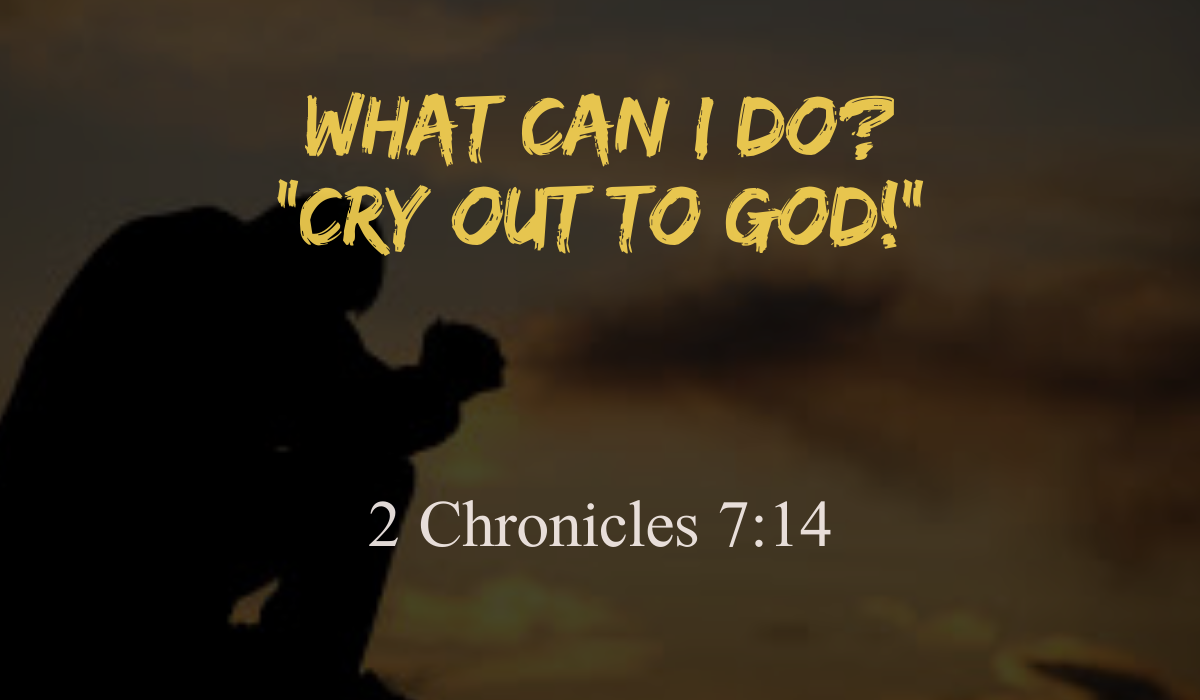 WHAT CAN I DO?
"CRY OUT TO GOD!"
2 Chronicles 7:14